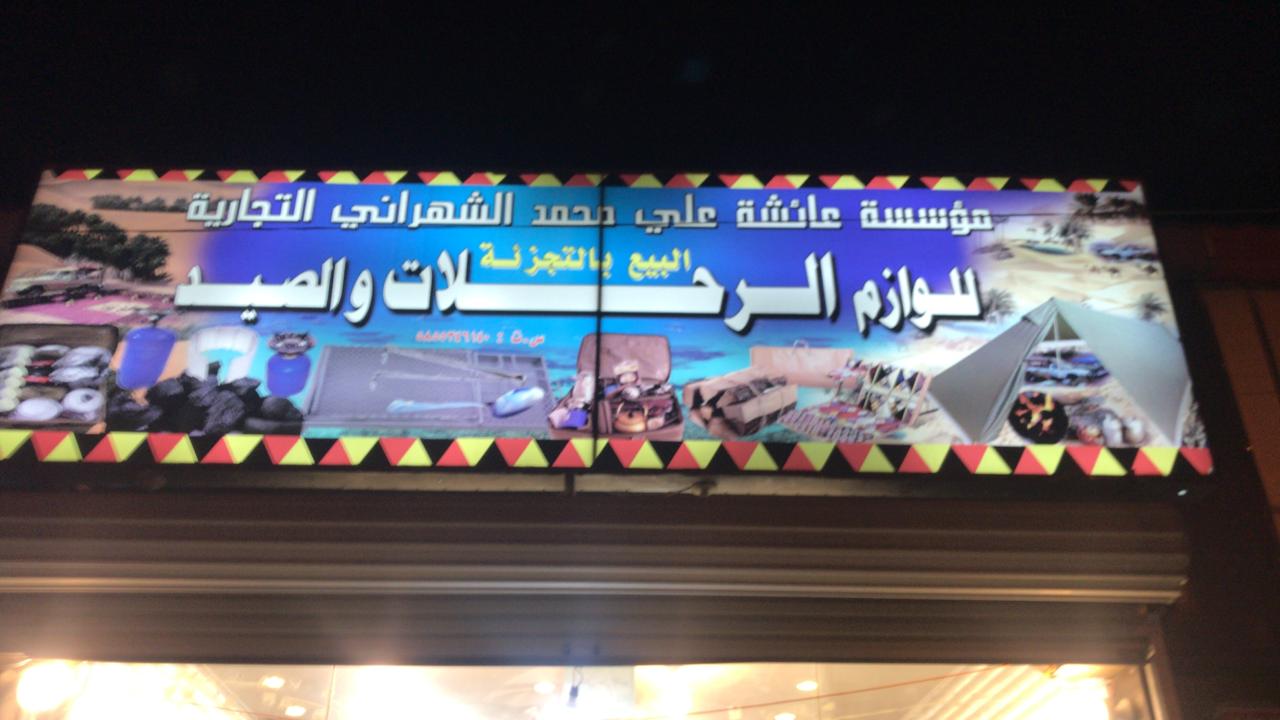 مؤسسة عائشة علي محمد الشهراني التجارية
البيع بالتجزئة
للوازم الرحلات والصيد
س.ت :